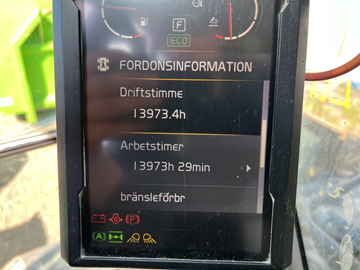 F
ECO
FORDONSINFORMATION
Driftstimme
13973.4h
Arbetstimer
13973h 29min
bränsleförbr
(P)
(A)